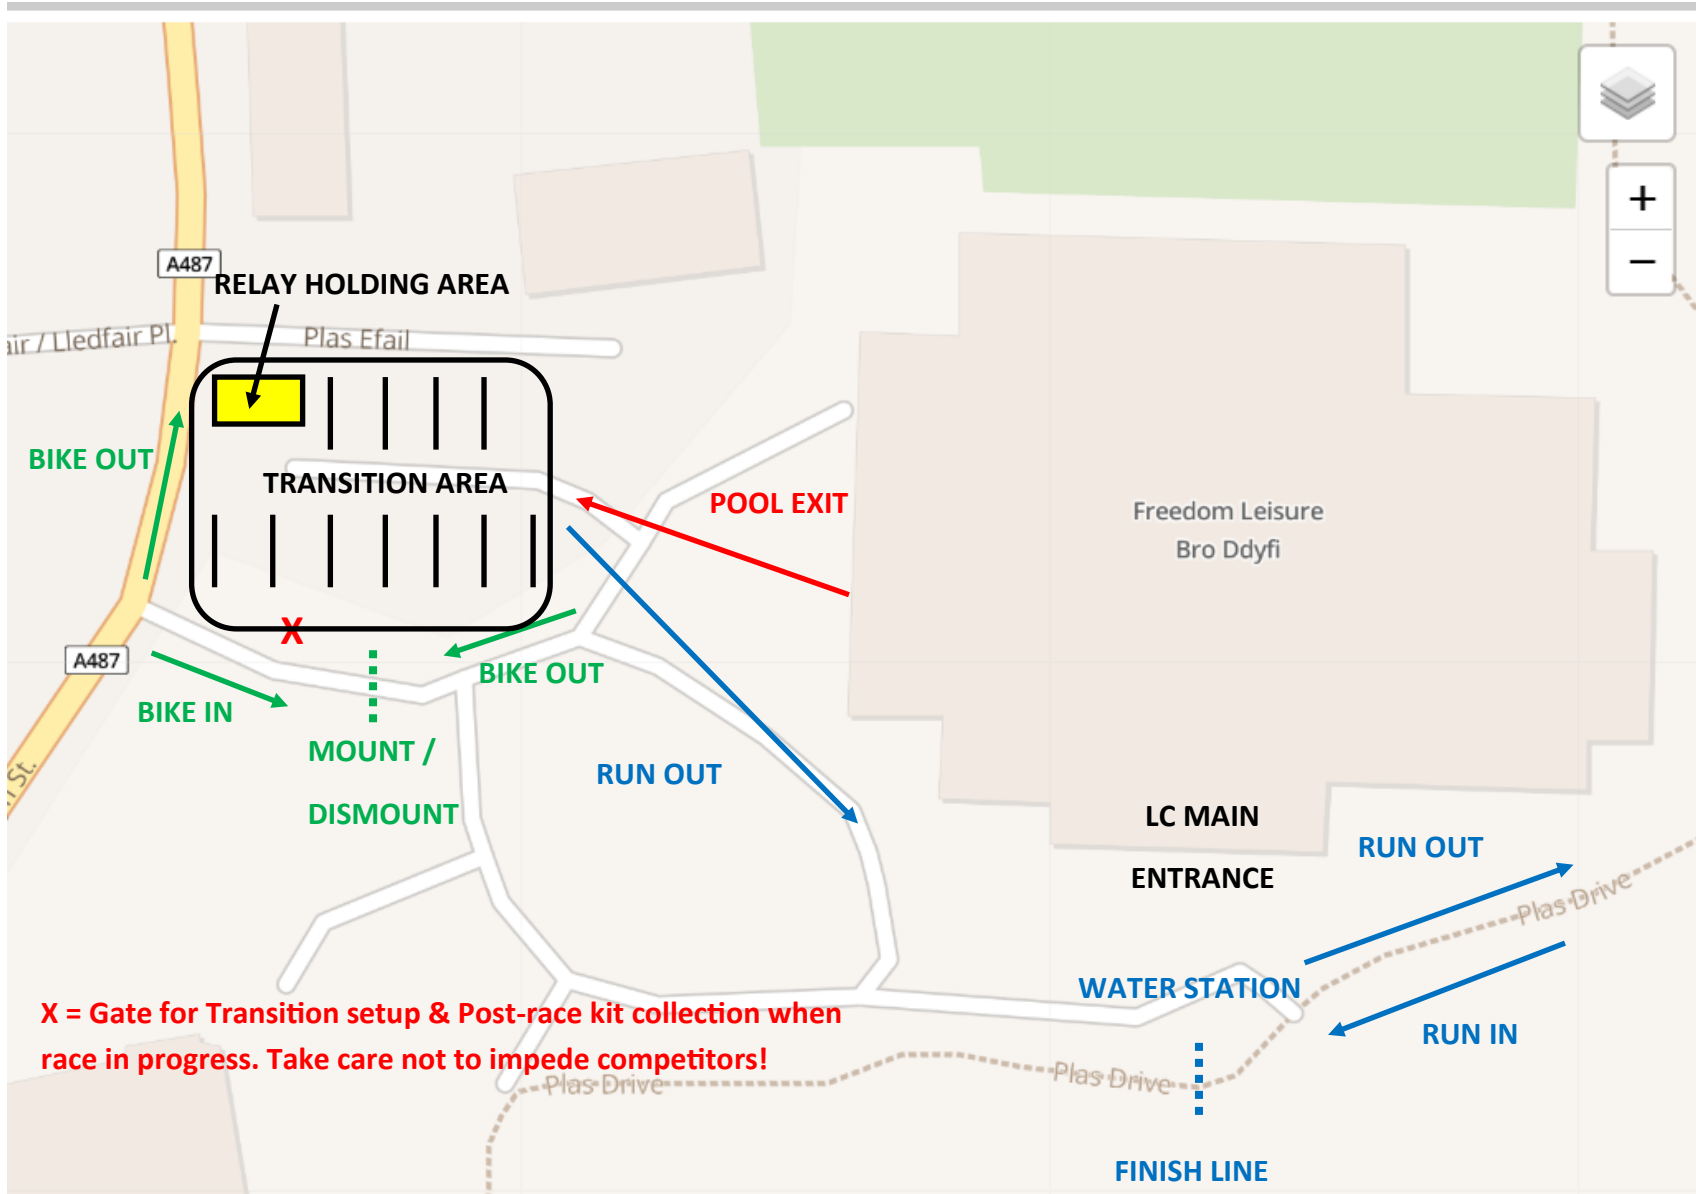 +
−
A487
RELAY HOLDING AREA
air / Lledfair Pl.
Plas Efail
BIKE OUT
TRANSITION AREA
POOL EXIT
Freedom Leisure
Bro Ddyfi
X
A487
BIKE OUT
BIKE IN
MOUNT /
DISMOUNT
RUN OUT
St.
LC MAIN
ENTRANCE
RUN OUT
Plas Drive
WATER STATION
X = Gate for Transition setup & Post-race kit collection when
race in progress. Take care not to impede competitors!
RUN IN
Plas Drive
Plas Drive
FINISH LINE